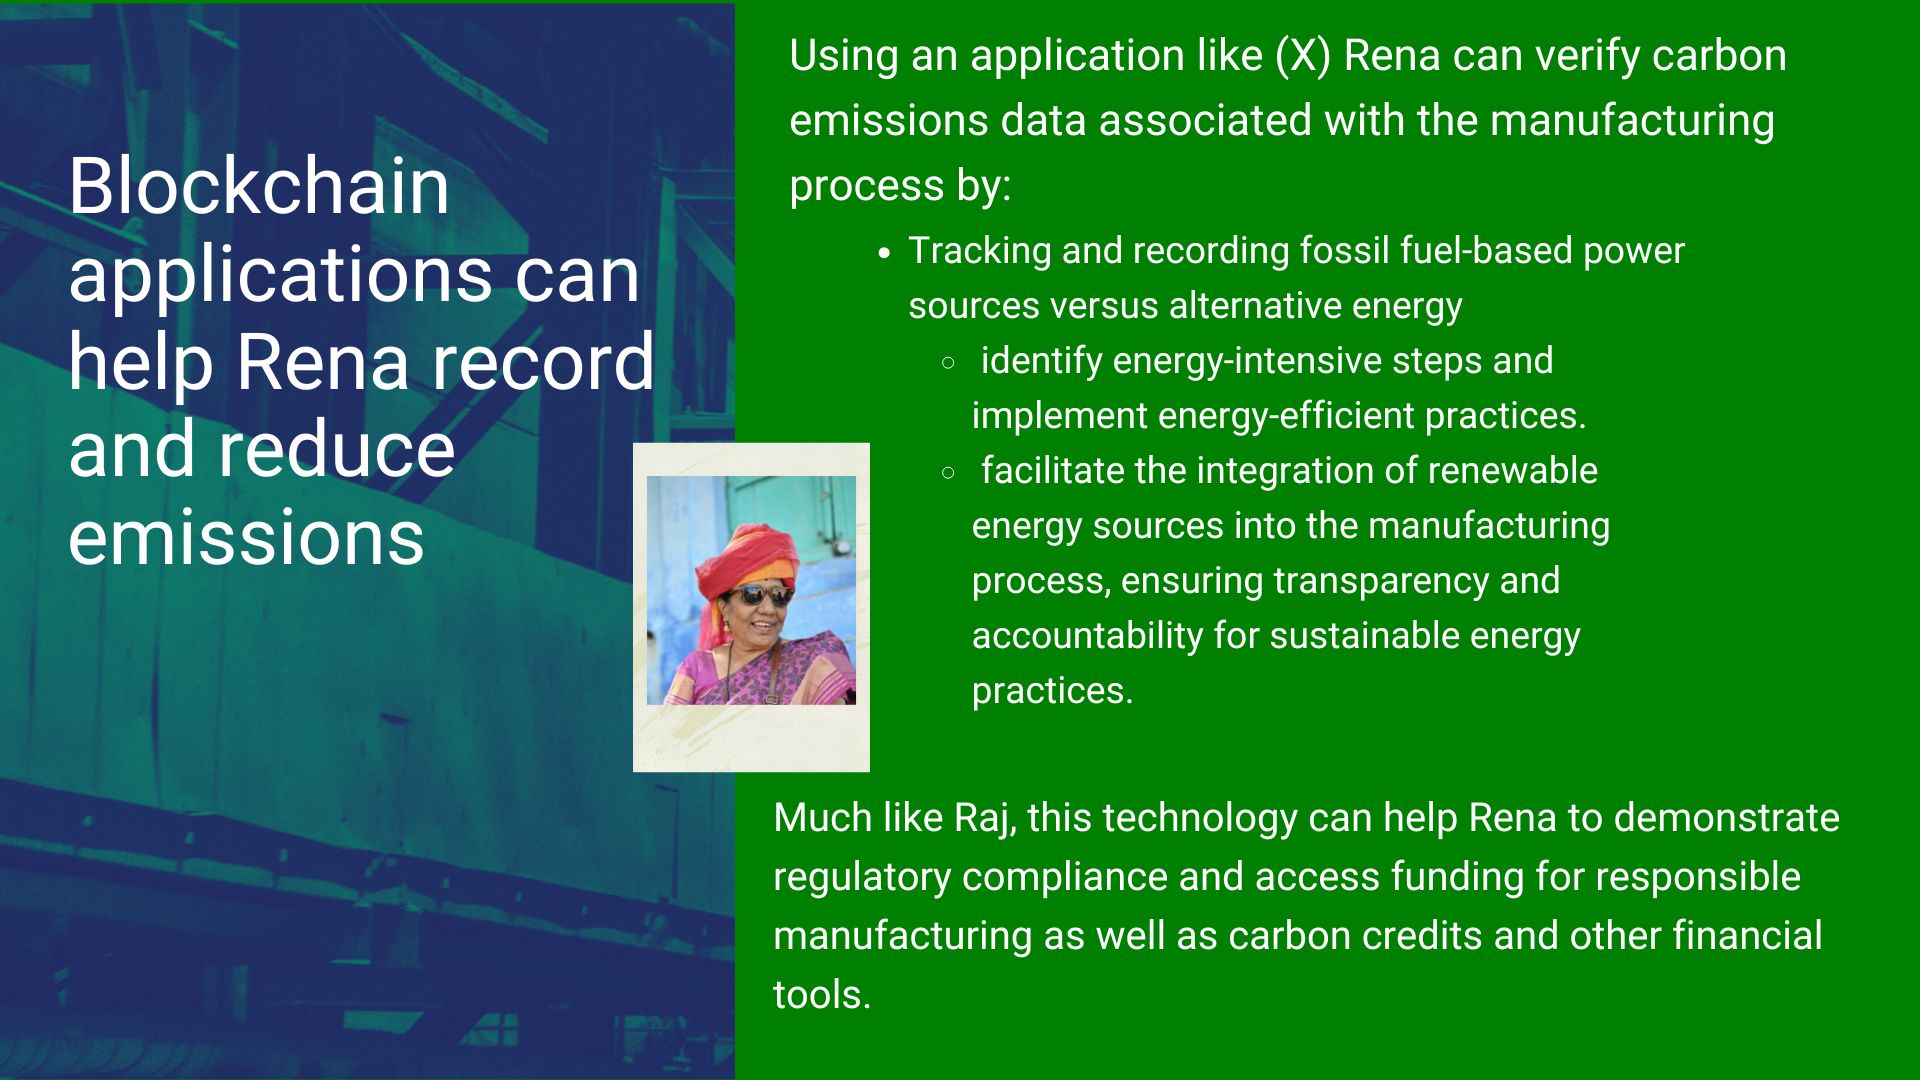 Blockchain
applications can
help Rena record
and reduce
emissions
Using an application like (X) Rena can verify carbon
emissions data associated with the manufacturing
process by:
• Tracking and recording fossil fuel-based power
sources versus alternative energy
○ identify energy-intensive steps and
implement energy-efficient practices.
○ facilitate the integration of renewable
energy sources into the manufacturing
process, ensuring transparency and
accountability for sustainable energy
practices.
Much like Raj, this technology can help Rena to demonstrate
regulatory compliance and access funding for responsible
manufacturing as well as carbon credits and other financial
tools.